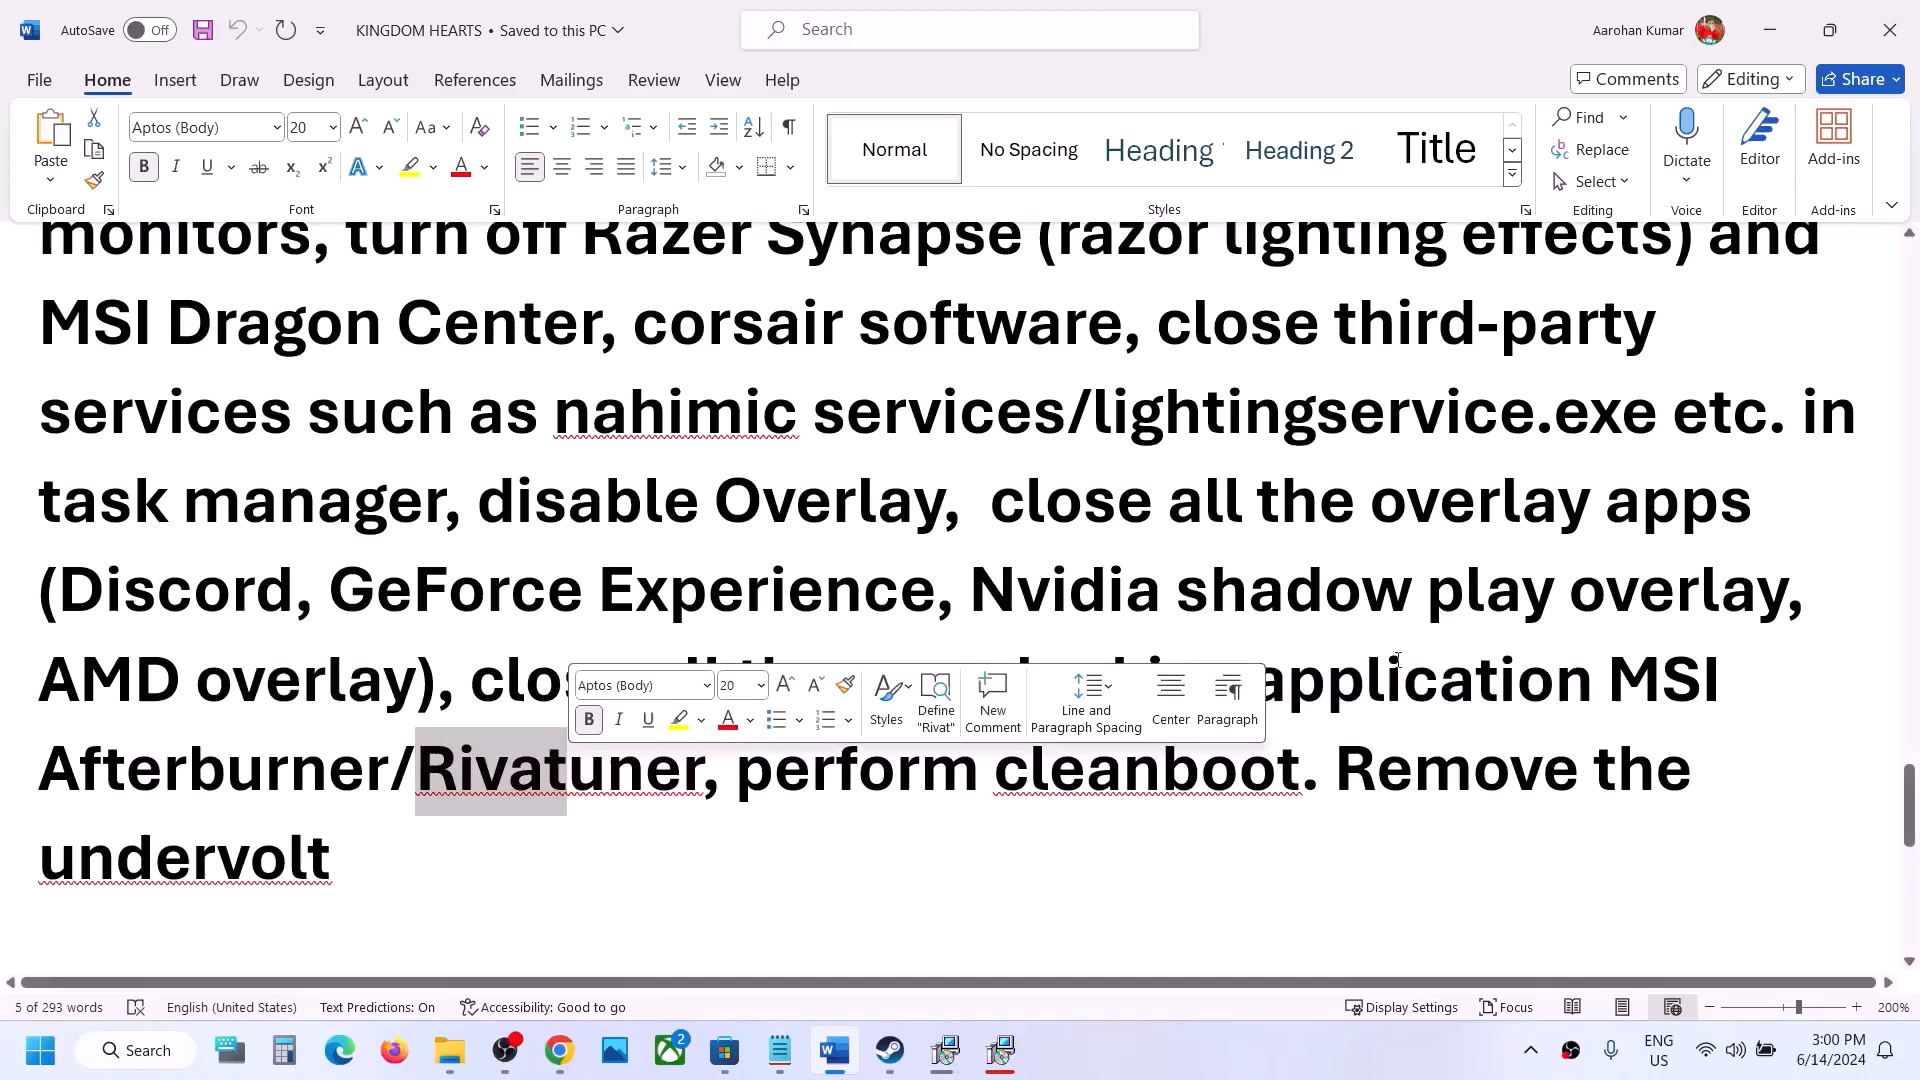 AutoSave Off KINGDOM HEARTS • Saved to this PC Search Aarohan Kumar
File Home Insert Draw Design Layout References Mailings Review View Help Comments Editing Share
Paste
Aptos (Body) 20 Aa
B I U ab x₂ x² A A
Normal No Spacing Heading Heading 2 Title
Find
Replace
Select
Dictate Editor Add-ins
Clipboard Font Paragraph Styles Editing Voice Editor Add-ins
monitors, turn off Razer Synapse (razor lighting effects) and
MSI Dragon Center, corsair software, close third-party
services such as nahimic services/lightingservice.exe etc. in
task manager, disable Overlay,  close all the overlay apps
(Discord, GeForce Experience, Nvidia shadow play overlay,
AMD overlay), clos application MSI
Aptos (Body) 20 Styles Define "Rivat" New Comment Line and Paragraph Spacing Center Paragraph
B I U A
Afterburner/Rivatuner, perform cleanboot. Remove the
undervolt
5 of 293 words English (United States) Text Predictions: On Accessibility: Good to go Display Settings Focus 200%
Search 2 ENG US 3:00 PM 6/14/2024